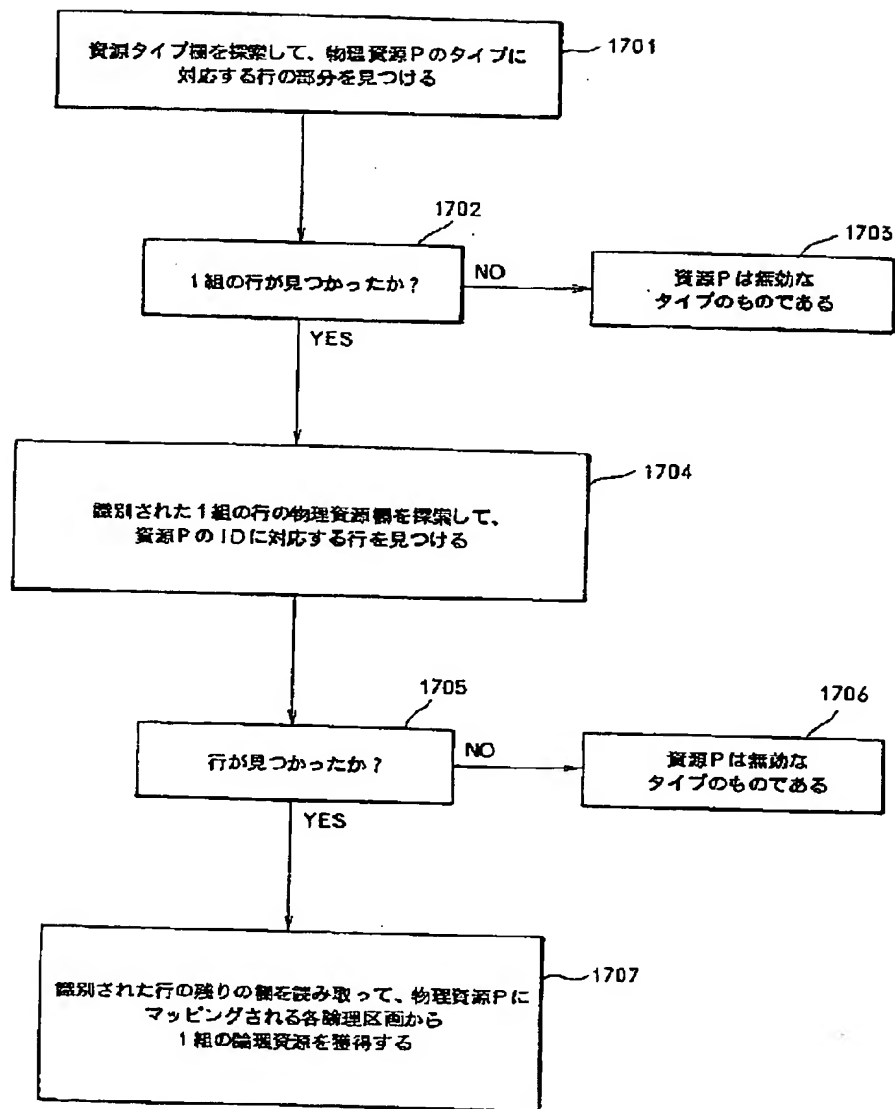 資源タイプ欄を探索して、物理資源Pのタイプに
対応する行の部分を見つける
1701
1702
1組の行が見つかったか？
NO
YES
1703
資源Pは無効な
タイプのものである
1704
識別された1組の行の物理資源欄を探索して、
資源PのIDに対応する行を見つける
1705
行が見つかったか？
NO
YES
1706
資源Pは無効な
タイプのものである
1707
識別された行の残りの欄を読み取って、物理資源Pに
マッピングされる各論理区画から
1組の論理資源を獲得する